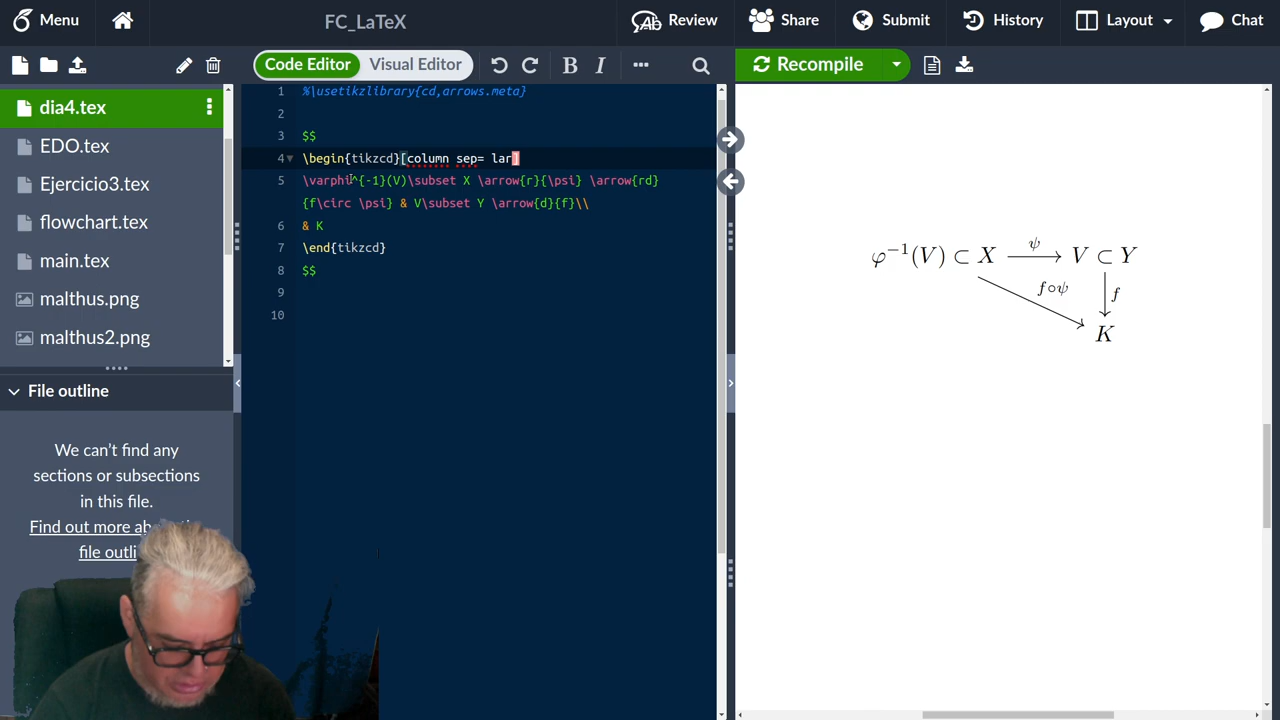 Menu
FC_LaTeX
Review
Share
Submit
History
Layout
Chat
Code Editor
Visual Editor
B I
Recompile
dia4.tex
EDO.tex
Ejercicio3.tex
flowchart.tex
main.tex
malthus.png
malthus2.png
File outline
We can't find any
sections or subsections
in this file.
Find out more
file
1 %\usetikzlibrary{cd,arrows.meta}
2
3 $$
4 \begin{tikzcd}[column sep= lar]
5 \varphi^{-1}(V)\subset X \arrow{r}{\psi} \arrow{rd}
{f\circ \psi} & V\subset Y \arrow{d}{f}\\
6 & K
7 \end{tikzcd}
8 $$
9
10
φ⁻¹(V) ⊂ X ψ V ⊂ Y
f∘ψ f
K